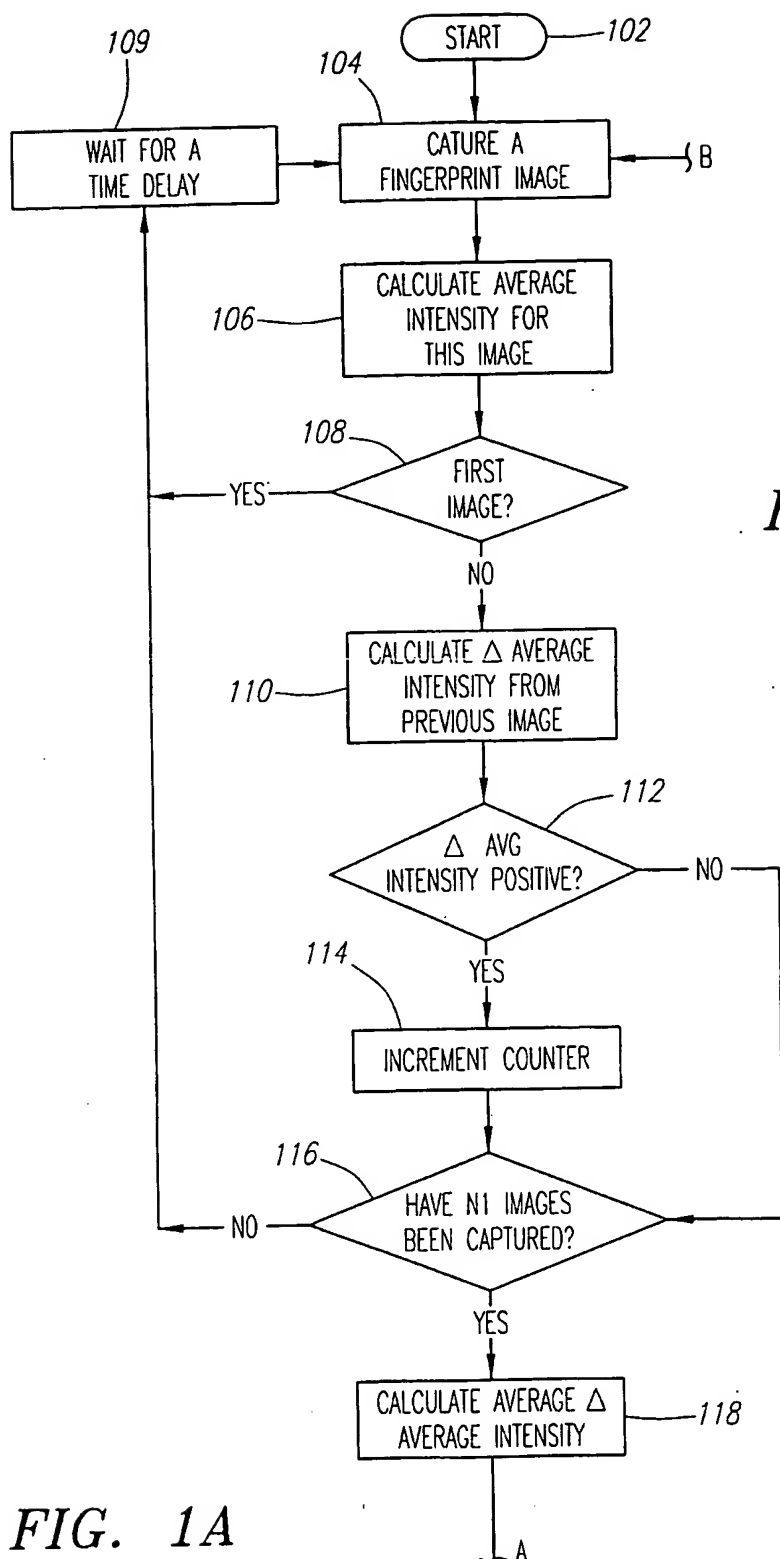 START
102
109
104
WAIT FOR A
TIME DELAY
CATURE A
FINGERPRINT IMAGE
B
106
CALCULATE AVERAGE
INTENSITY FOR
THIS IMAGE
108
FIRST
IMAGE?
YES
NO
110
CALCULATE Δ AVERAGE
INTENSITY FROM
PREVIOUS IMAGE
112
Δ AVG
INTENSITY POSITIVE?
NO
YES
114
INCREMENT COUNTER
116
HAVE N1 IMAGES
BEEN CAPTURED?
NO
YES
CALCULATE AVERAGE Δ
AVERAGE INTENSITY
118
A
FIG. 1A